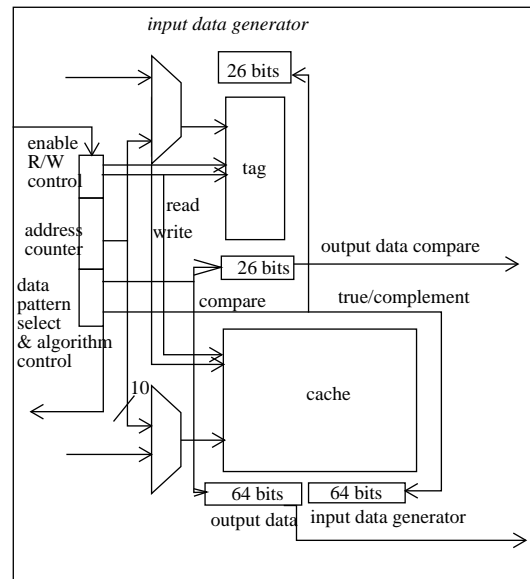 input data generator
26 bits
enable
R/W
control
tag
read
write
address
counter
output data compare
26 bits
data
pattern
select
& algorithm
control
compare
true/complement
10
cache
64 bits
64 bits
output data
input data generator